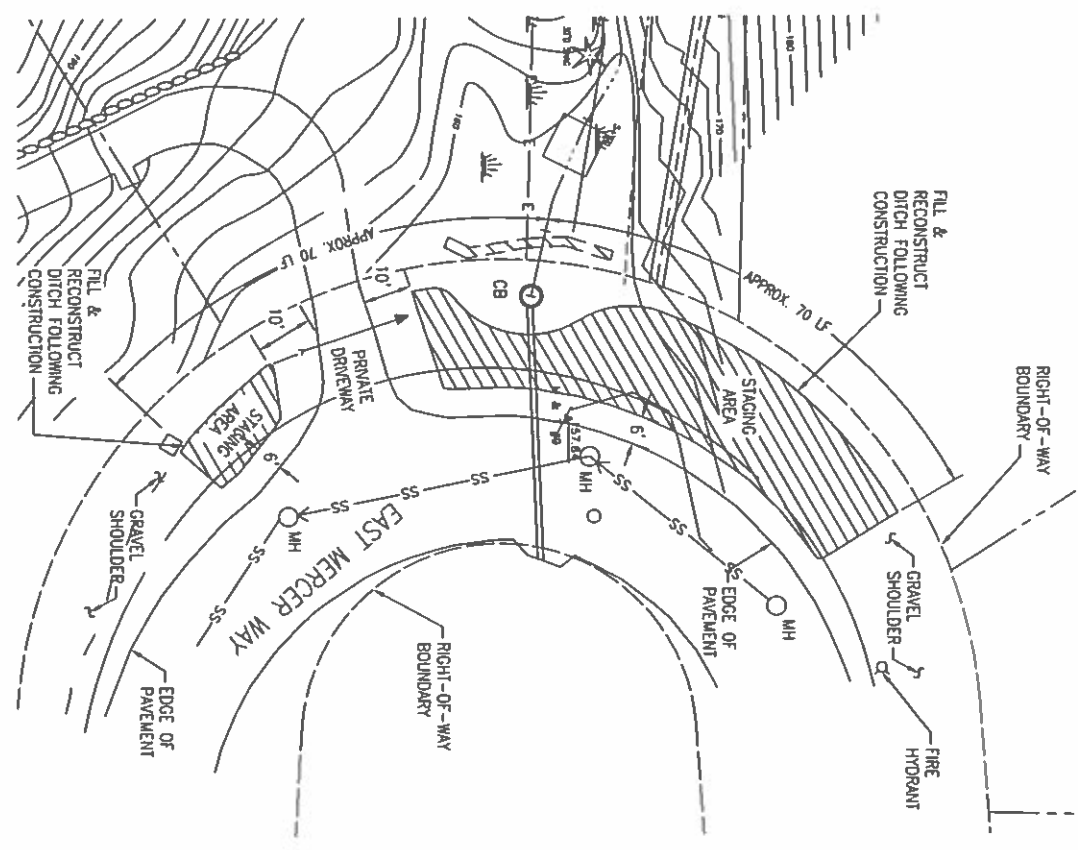 FILL &
RECONSTRUCT
DITCH FOLLOWING
CONSTRUCTION
RIGHT-OF-WAY
BOUNDARY
APPROX. 70 LF
APPROX. 70 LF
180
170
160
E
E
E
CB
10'
10'
PRIVATE
DRIVEWAY
STAGING
AREA
STAGING
AREA
6'
6'
FILL &
RECONSTRUCT
DITCH FOLLOWING
CONSTRUCTION
GRAVEL
SHOULDER
GRAVEL
SHOULDER
MH
MH
MH
SS
SS
SS
SS
SS
SS
SS
SS
EAST MERCER WAY
EDGE OF
PAVEMENT
EDGE OF
PAVEMENT
RIGHT-OF-WAY
BOUNDARY
FIRE
HYDRANT